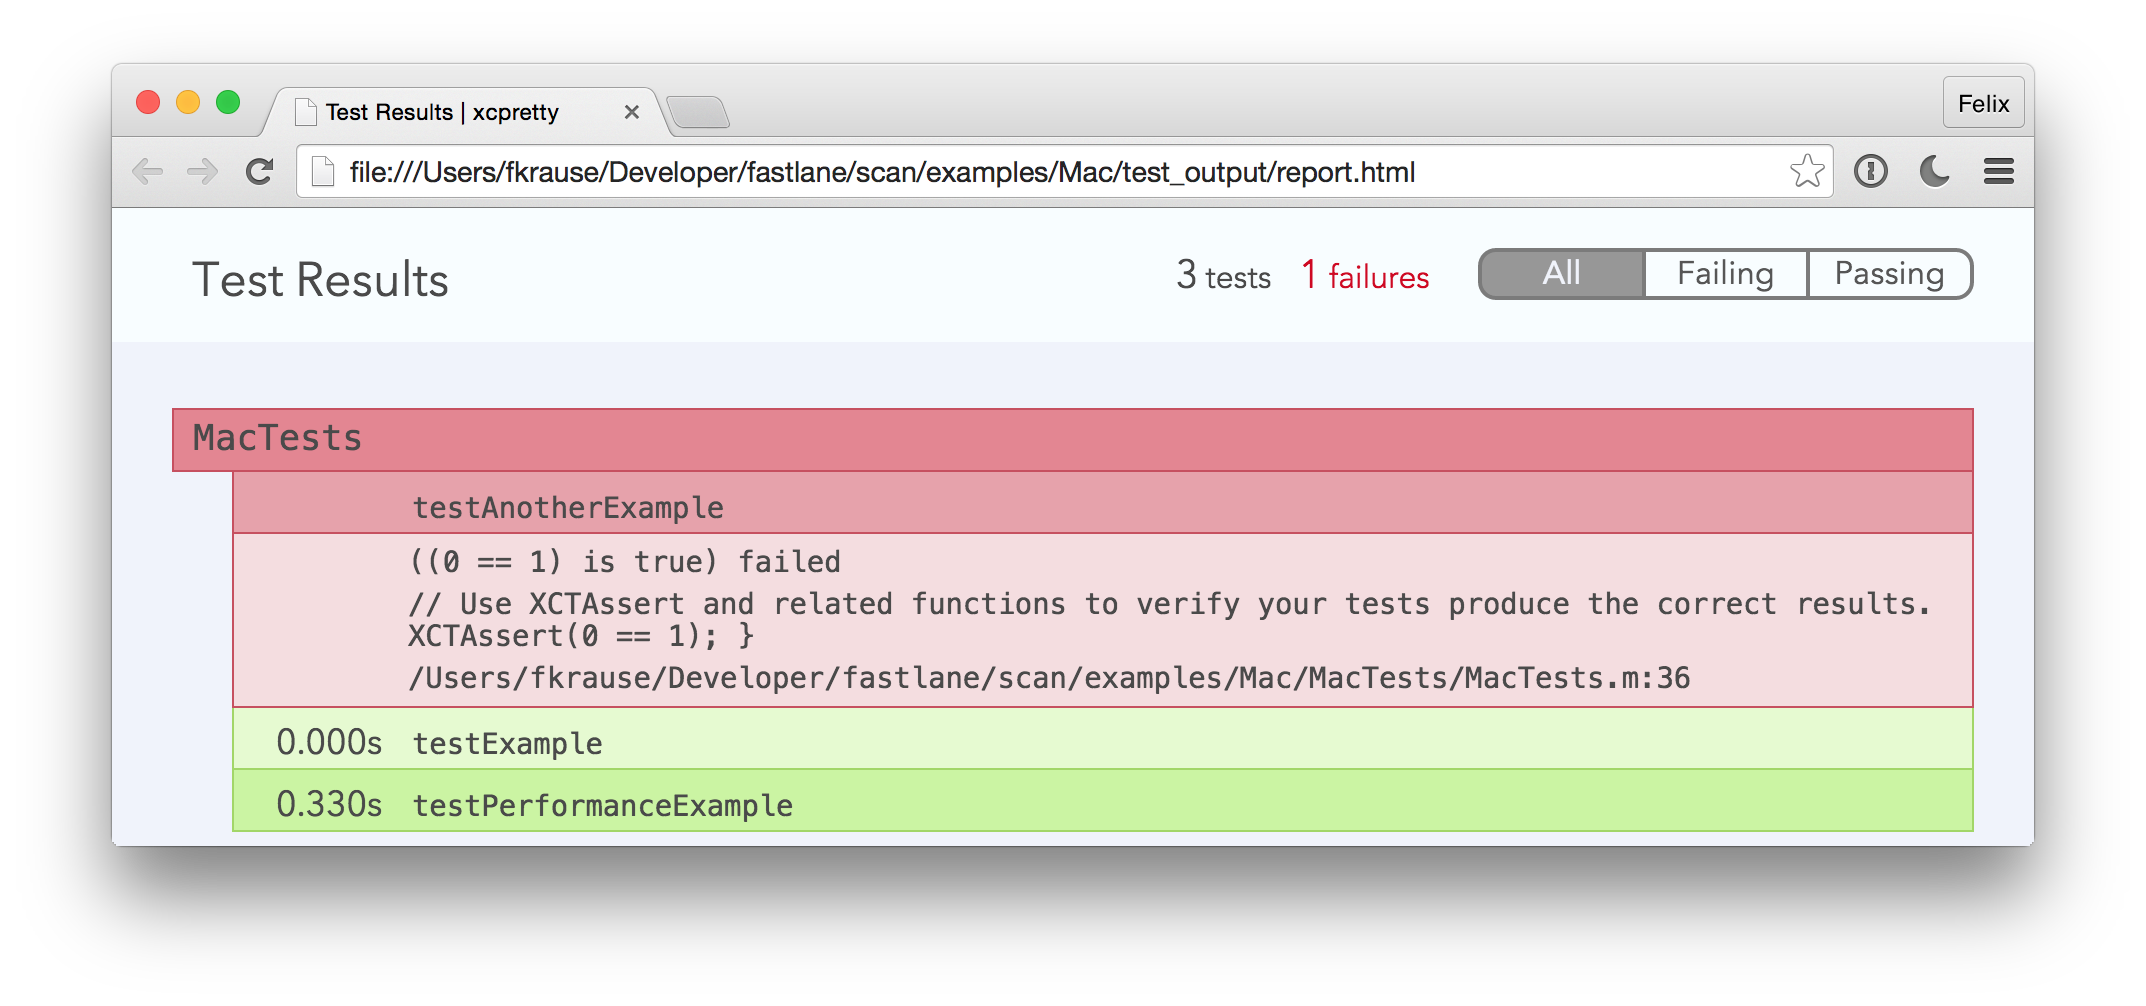 Test Results | xcpretty
Felix
file:///Users/fkrause/Developer/fastlane/scan/examples/Mac/test_output/report.html
Test Results
3 tests 1 failures
All Failing Passing
MacTests
testAnotherExample
((0 == 1) is true) failed
// Use XCTAssert and related functions to verify your tests produce the correct results.
XCTAssert(0 == 1); }
/Users/fkrause/Developer/fastlane/scan/examples/Mac/MacTests/MacTests.m:36
0.000s testExample
0.330s testPerformanceExample